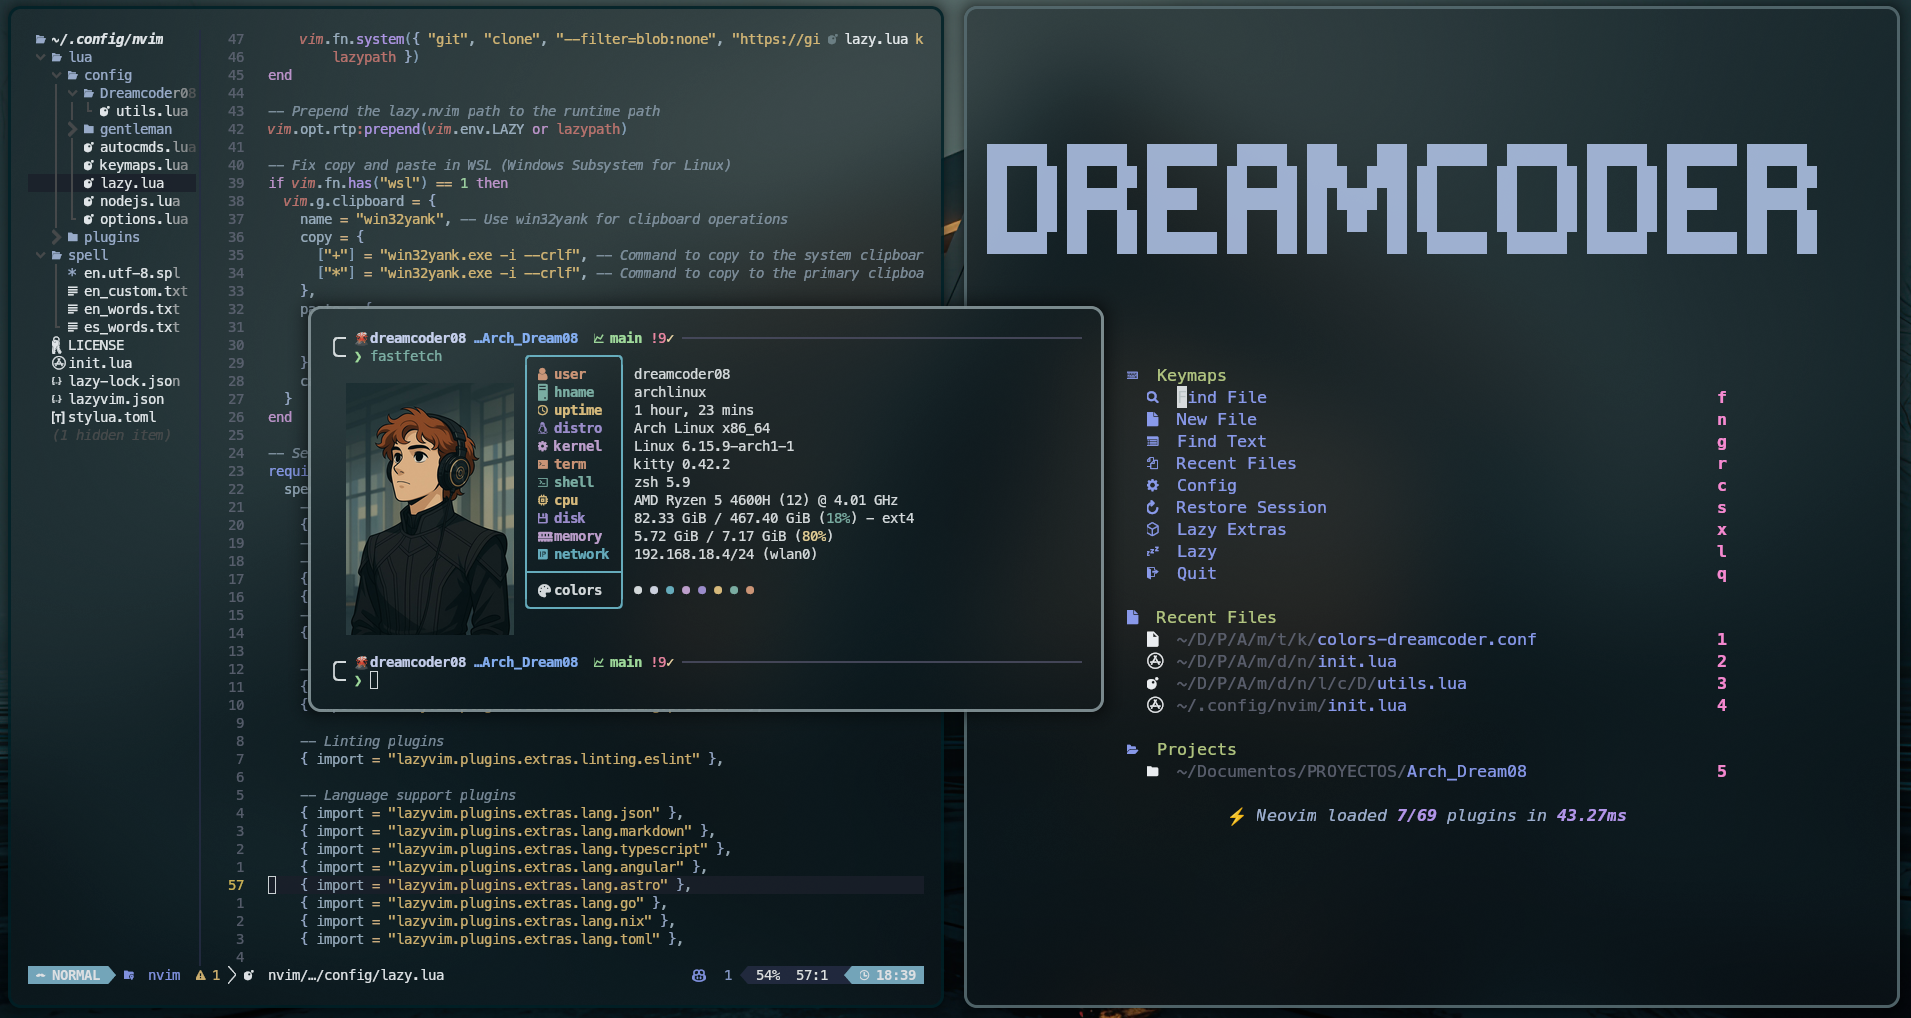 ~/.config/nvim
lua
config
Dreamcoder08
utils.lua
gentleman
autocmds.lua
keymaps.lua
lazy.lua
nodejs.lua
options.lua
plugins
spell
en.utf-8.spl
en_custom.txt
en_words.txt
es_words.txt
LICENSE
init.lua
lazy-lock.json
lazyvim.json
stylua.toml
(1 hidden item)
47 vim.fn.system({ "git", "clone", "--filter=blob:none", "https://gi lazy.lua k
46 lazypath })
45 end
44
43 -- Prepend the lazy.nvim path to the runtime path
42 vim.opt.rtp:prepend(vim.env.LAZY or lazypath)
41
40 -- Fix copy and paste in WSL (Windows Subsystem for Linux)
39 if vim.fn.has("wsl") == 1 then
38 vim.g.clipboard = {
37 name = "win32yank", -- Use win32yank for clipboard operations
36 copy = {
35 ["+"] = "win32yank.exe -i --crlf", -- Command to copy to the system clipboar
34 ["*"] = "win32yank.exe -i --crlf", -- Command to copy to the primary clipboa
33 },
32
31
30
29 }
28 c
27 }
26 end
25
24 -- Se
23 requi
22 spe
21 -
20 {
19 -
18 -
17 {
16 {
15 -
14 {
13
12 -
11 {
10 {
9
8 -- Linting plugins
7 { import = "lazyvim.plugins.extras.linting.eslint" },
6
5 -- Language support plugins
4 { import = "lazyvim.plugins.extras.lang.json" },
3 { import = "lazyvim.plugins.extras.lang.markdown" },
2 { import = "lazyvim.plugins.extras.lang.typescript" },
1 { import = "lazyvim.plugins.extras.lang.angular" },
57 { import = "lazyvim.plugins.extras.lang.astro" },
1 { import = "lazyvim.plugins.extras.lang.go" },
2 { import = "lazyvim.plugins.extras.lang.nix" },
3 { import = "lazyvim.plugins.extras.lang.toml" },
4
NORMAL nvim 1 nvim/…/config/lazy.lua 1 54% 57:1 18:39
dreamcoder08 …Arch_Dream08 main !9✓
❯ fastfetch
user dreamcoder08
hname archlinux
uptime 1 hour, 23 mins
distro Arch Linux x86_64
kernel Linux 6.15.9-arch1-1
term kitty 0.42.2
shell zsh 5.9
cpu AMD Ryzen 5 4600H (12) @ 4.01 GHz
disk 82.33 GiB / 467.40 GiB (18%) - ext4
memory 5.72 GiB / 7.17 GiB (80%)
network 192.168.18.4/24 (wlan0)
colors
dreamcoder08 …Arch_Dream08 main !9✓
❯
DREAMCODER
Keymaps
Find File f
New File n
Find Text g
Recent Files r
Config c
Restore Session s
Lazy Extras x
Lazy l
Quit q
Recent Files
~/D/P/A/m/t/k/colors-dreamcoder.conf 1
~/D/P/A/m/d/n/init.lua 2
~/D/P/A/m/d/n/l/c/D/utils.lua 3
~/.config/nvim/init.lua 4
Projects
~/Documentos/PROYECTOS/Arch_Dream08 5
⚡ Neovim loaded 7/69 plugins in 43.27ms